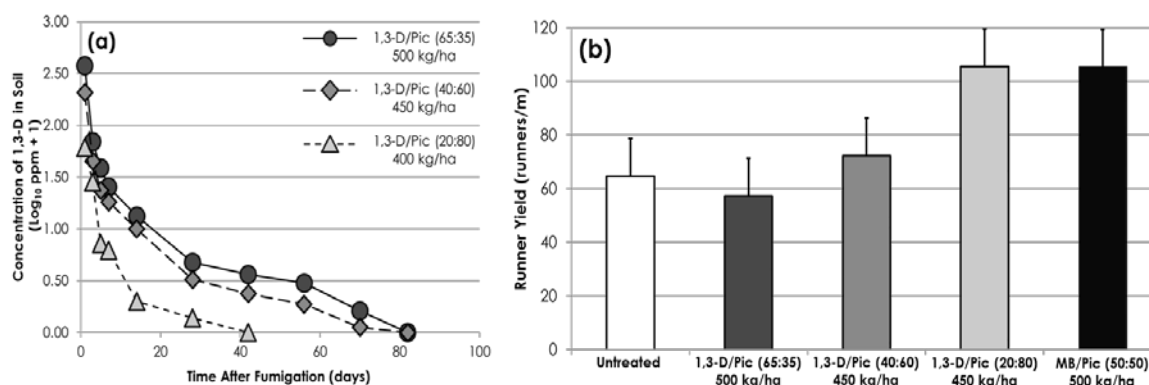 (a)
1,3-D/Pic (65:35)
500 kg/ha
1,3-D/Pic (40:60)
450 kg/ha
1,3-D/Pic (20:80)
400 kg/ha
Concentration of 1,3-D in Soil
(Log10 ppm + 1)
3.00
2.50
2.00
1.50
1.00
0.50
0.00
0 20 40 60 80 100
Time After Fumigation (days)
(b)
Runner Yield (runners/m)
120
100
80
60
40
20
0
Untreated 1,3-D/Pic (65:35) 1,3-D/Pic (40:60) 1,3-D/Pic (20:80) MB/Pic (50:50)
500 kg/ha 450 kg/ha 450 kg/ha 500 kg/ha